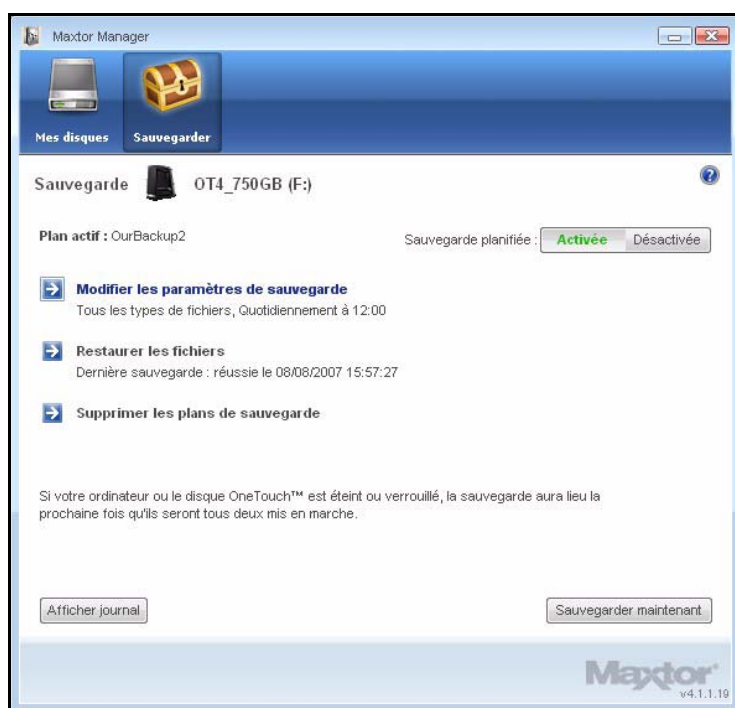 Maxtor Manager
Mes disques
Sauvegarder
Sauvegarde OT4_750GB (F:)
Plan actif : OurBackup2
Sauvegarde planifiée : Activée Désactivée
Modifier les paramètres de sauvegarde
Tous les types de fichiers, Quotidiennement à 12:00
Restaurer les fichiers
Dernière sauvegarde : réussie le 08/08/2007 15:57:27
Supprimer les plans de sauvegarde
Si votre ordinateur ou le disque OneTouch™ est éteint ou verrouillé, la sauvegarde aura lieu la
prochaine fois qu'ils seront tous deux mis en marche.
Afficher journal
Sauvegarder maintenant
Maxtor
v4.1.1.19